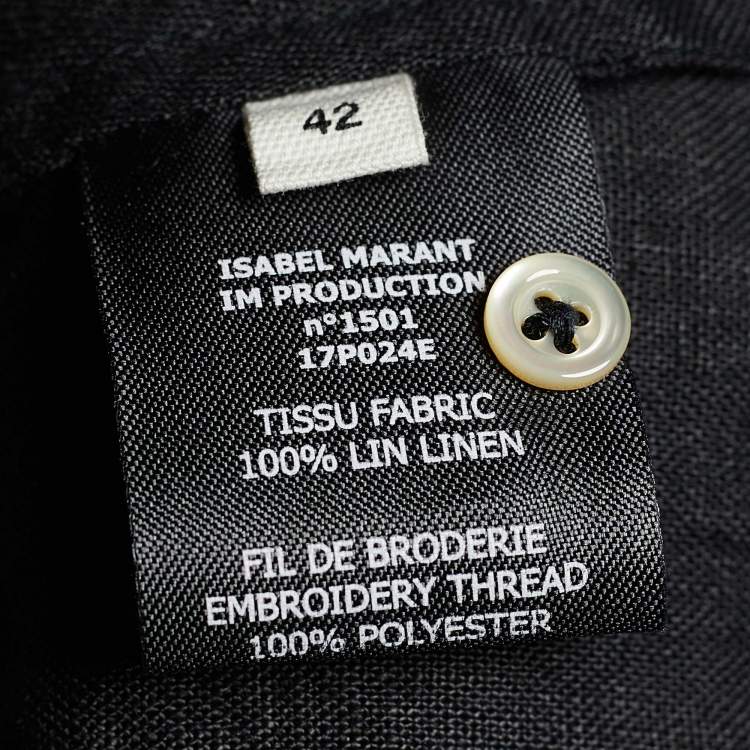 42
ISABEL MARANT
IM PRODUCTION
n°1501
17P024E
TISSU FABRIC
100% LIN LINEN
FIL DE BRODERIE
EMBROIDERY THREAD
100% POLYESTER